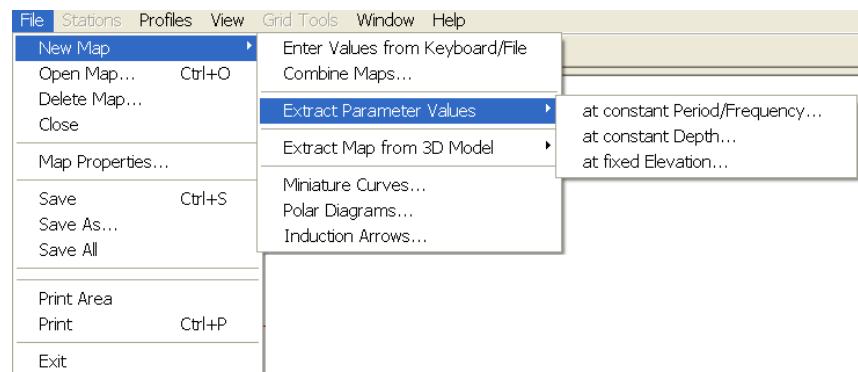 File Stations Profiles View Grid Tools Window Help
New Map
Open Map... Ctrl+O
Delete Map...
Close
Map Properties...
Save Ctrl+S
Save As...
Save All
Print Area
Print Ctrl+P
Exit
Enter Values from Keyboard/File
Combine Maps...
Extract Parameter Values
Extract Map from 3D Model
Miniature Curves...
Polar Diagrams...
Induction Arrows...
at constant Period/Frequency...
at constant Depth...
at fixed Elevation...